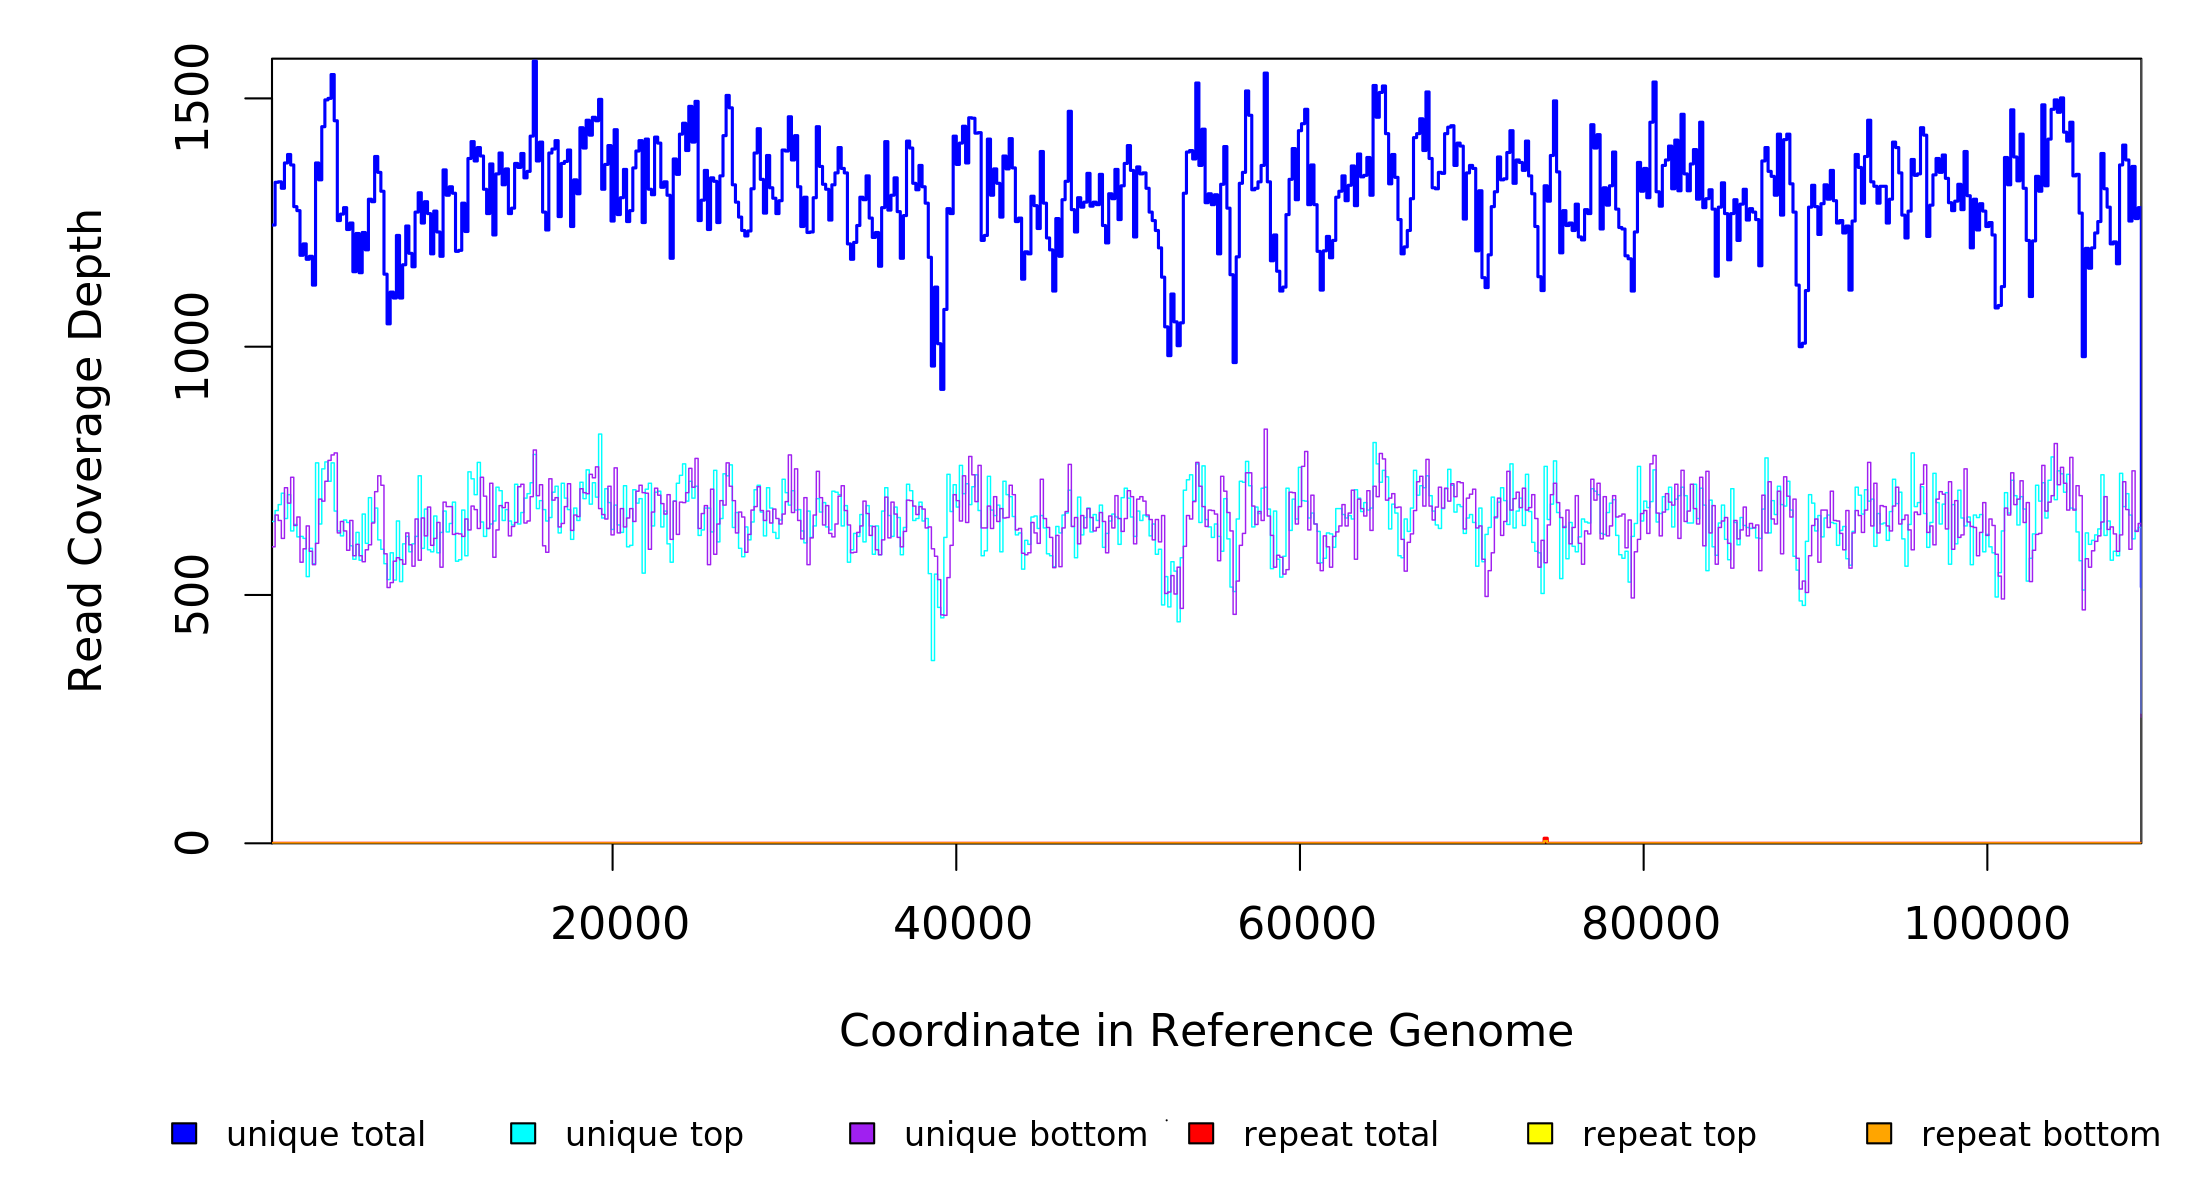 1500
1000
500
0
Read Coverage Depth
20000 40000 60000 80000 100000
Coordinate in Reference Genome
unique total unique top unique bottom repeat total repeat top repeat bottom